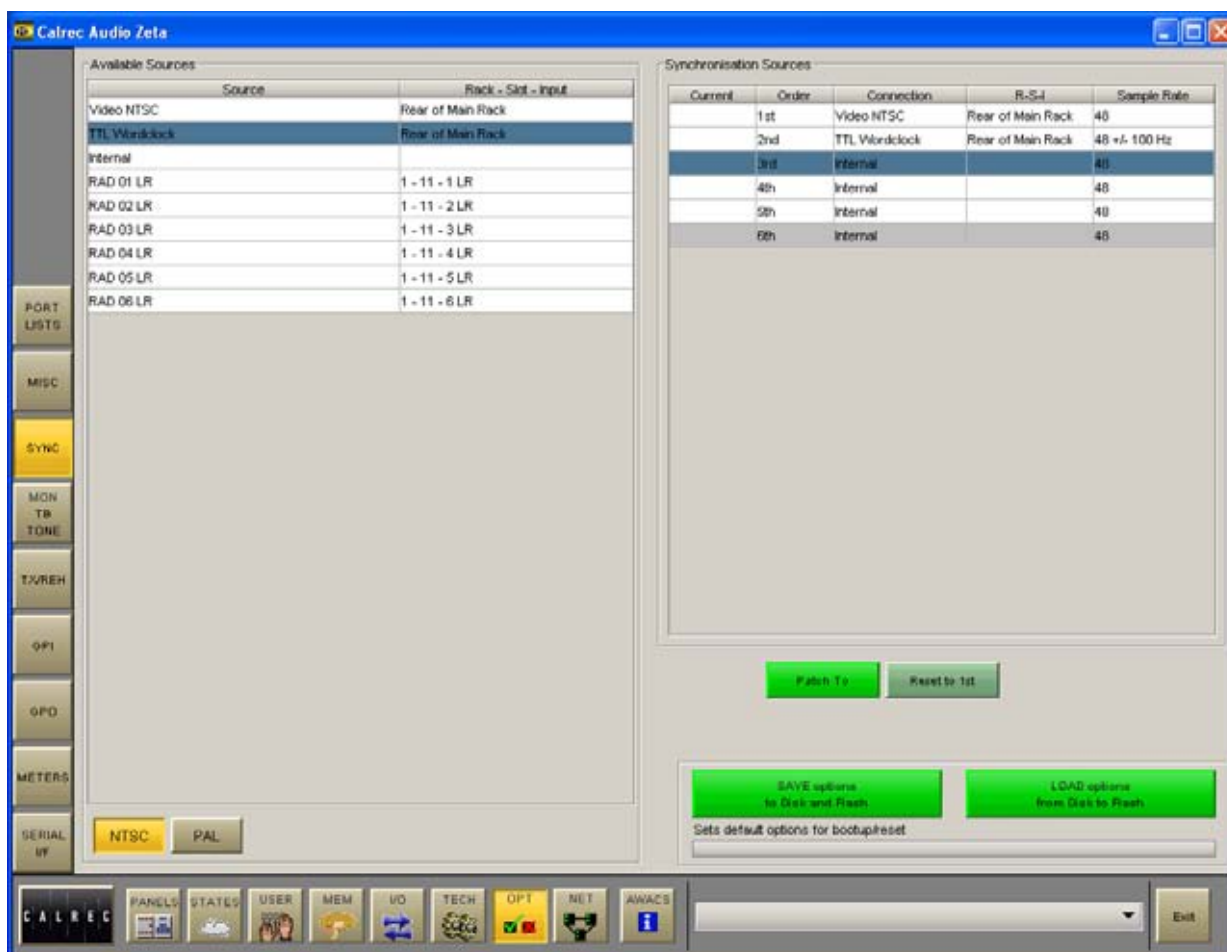 Calrec Audio Zeta
Available Sources
Source Rack - Slot - Input
Video NTSC Rear of Main Rack
TTL Wordclock Rear of Main Rack
Internal
RAD 01 LR 1 - 11 - 1 LR
RAD 02 LR 1 - 11 - 2 LR
RAD 03 LR 1 - 11 - 3 LR
RAD 04 LR 1 - 11 - 4 LR
RAD 05 LR 1 - 11 - 5 LR
RAD 06 LR 1 - 11 - 6 LR
NTSC PAL
Synchronisation Sources
Current Order Connection R-S-I Sample Rate
1st Video NTSC Rear of Main Rack 48
2nd TTL Wordclock Rear of Main Rack 48 +/- 100 Hz
3rd Internal 48
4th Internal 48
5th Internal 48
6th Internal 48
Patch To Reset to 1st
SAVE options
to Disk and Flash
LOAD options
from Disk to Flash
Sets default options for bootup/reset
PORT
LISTS
MISC
SYNC
MON
TB
TONE
TX/REH
GPI
GPO
METERS
SERIAL
I/F
CALREC PANELS STATES USER MEM I/O TECH OPT NET AWACS Exit